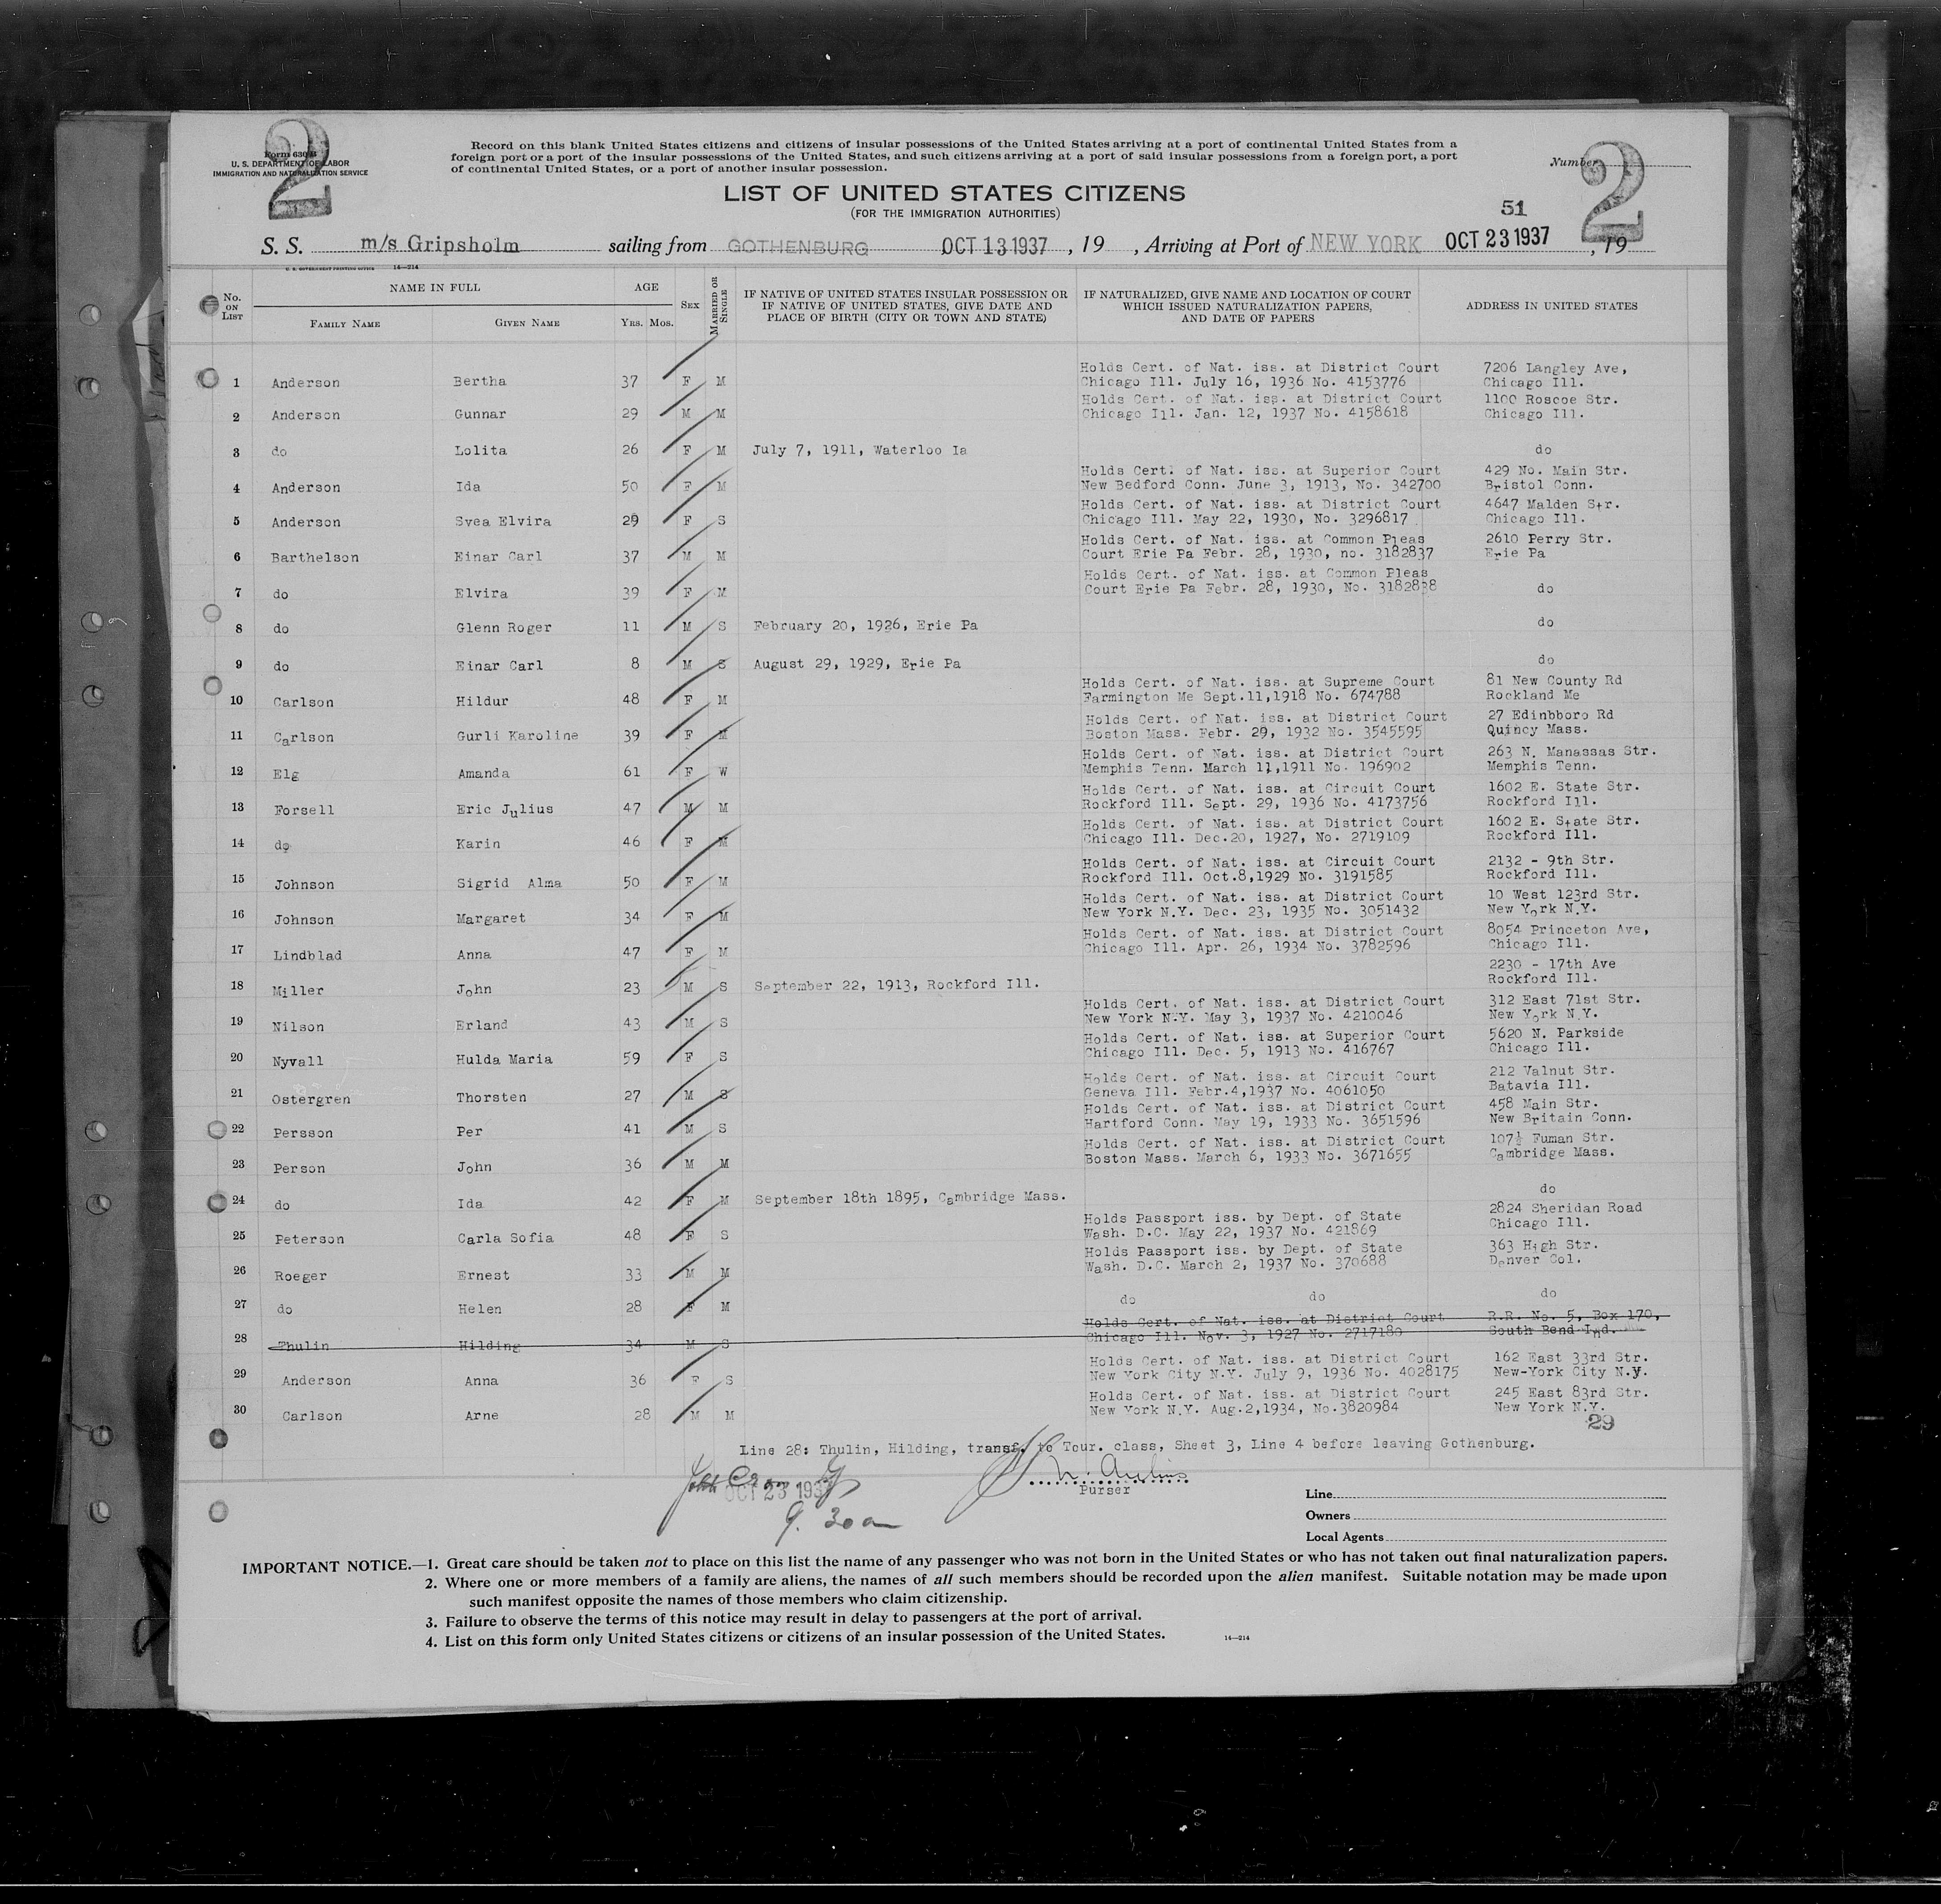 2
Form 630 B
U. S. DEPARTMENT OF LABOR
IMMIGRATION AND NATURALIZATION SERVICE
Record on this blank United States citizens and citizens of insular possessions of the United States arriving at a port of continental United States from a
foreign port or a port of the insular possessions of the United States, and such citizens arriving at a port of said insular possessions from a foreign port, a port
of continental United States, or a port of another insular possession.
Number
2
LIST OF UNITED STATES CITIZENS
(FOR THE IMMIGRATION AUTHORITIES)
51
S. S. m/s Gripsholm sailing from GOTHENBURG OCT 13 1937, 19 , Arriving at Port of NEW YORK OCT 23 1937, 19
U. S. GOVERNMENT PRINTING OFFICE 14—214
No. ON LIST
NAME IN FULL
FAMILY NAME GIVEN NAME
AGE
YRS. MOS.
SEX
MARRIED OR SINGLE
IF NATIVE OF UNITED STATES INSULAR POSSESSION OR
IF NATIVE OF UNITED STATES, GIVE DATE AND
PLACE OF BIRTH (CITY OR TOWN AND STATE)
IF NATURALIZED, GIVE NAME AND LOCATION OF COURT
WHICH ISSUED NATURALIZATION PAPERS,
AND DATE OF PAPERS
ADDRESS IN UNITED STATES
Holds Cert. of Nat. iss. at District Court 7206 Langley Ave,
1 Anderson Bertha 37 F M Chicago Ill. July 16, 1936 No. 4153776 Chicago Ill.
Holds Cert. of Nat. iss. at District Court 1100 Roscoe Str.
2 Anderson Gunnar 29 M M Chicago Ill. Jan. 12, 1937 No. 4158618 Chicago Ill.
3 do Lolita 26 F M July 7, 1911, Waterloo Ia do
Holds Cert. of Nat. iss. at Superior Court 429 No. Main Str.
4 Anderson Ida 50 F M New Bedford Conn. June 3, 1913, No. 342700 Bristol Conn.
Holds Cert. of Nat. iss. at District Court 4647 Malden Str.
5 Anderson Svea Elvira 29 F S Chicago Ill. May 22, 1930, No. 3296817 Chicago Ill.
Holds Cert. of Nat. iss. at Common Pleas 2610 Perry Str.
6 Barthelson Einar Carl 37 M M Court Erie Pa Febr. 28, 1930, no. 3182837 Erie Pa
Holds Cert. of Nat. iss. at Common Pleas
7 do Elvira 39 F M Court Erie Pa Febr. 28, 1930, No. 3182838 do
8 do Glenn Roger 11 M S February 20, 1926, Erie Pa do
9 do Einar Carl 8 M S August 29, 1929, Erie Pa do
Holds Cert. of Nat. iss. at Supreme Court 81 New County Rd
10 Carlson Hildur 48 F M Farmington Me Sept.11,1918 No. 674788 Rockland Me
Holds Cert. of Nat. iss. at District Court 27 Edinbboro Rd
11 Carlson Gurli Karoline 39 F M Boston Mass. Febr. 29, 1932 No. 3545595 Quincy Mass.
Holds Cert. of Nat. iss. at District Court 263 N. Manassas Str.
12 Elg Amanda 61 F W Memphis Tenn. March 11,1911 No. 196902 Memphis Tenn.
Holds Cert. of Nat. iss. at Circuit Court 1602 E. State Str.
13 Forsell Eric Julius 47 M M Rockford Ill. Sept. 29, 1936 No. 4173756 Rockford Ill.
Holds Cert. of Nat. iss. at District Court 1602 E. State Str.
14 do Karin 46 F M Chicago Ill. Dec.20, 1927, No. 2719109 Rockford Ill.
Holds Cert. of Nat. iss. at Circuit Court 2132 - 9th Str.
15 Johnson Sigrid Alma 50 F M Rockford Ill. Oct.8,1929 No. 3191585 Rockford Ill.
Holds Cert. of Nat. iss. at District Court 10 West 123rd Str.
16 Johnson Margaret 34 F M New York N.Y. Dec. 23, 1935 No. 3051432 New York N.Y.
Holds Cert. of Nat. iss. at District Court 8054 Princeton Ave,
17 Lindblad Anna 47 F M Chicago Ill. Apr. 26, 1934 No. 3782596 Chicago Ill.
2230 - 17th Ave
18 Miller John 23 M S September 22, 1913, Rockford Ill. Rockford Ill.
Holds Cert. of Nat. iss. at District Court 312 East 71st Str.
19 Nilson Erland 43 M S New York N.Y. May 3, 1937 No. 4210046 New York N.Y.
Holds Cert. of Nat. iss. at Superior Court 5620 N. Parkside
20 Nyvall Hulda Maria 59 F S Chicago Ill. Dec. 5, 1913 No. 416767 Chicago Ill.
Holds Cert. of Nat. iss. at Circuit Court 212 Valnut Str.
21 Ostergren Thorsten 27 M S Geneva Ill. Febr.4,1937 No. 4061050 Batavia Ill.
Holds Cert. of Nat. iss. at District Court 458 Main Str.
22 Persson Per 41 M S Hartford Conn. May 19, 1933 No. 3651596 New Britain Conn.
Holds Cert. of Nat. iss. at District Court 107½ Fuman Str.
23 Person John 36 M M Boston Mass. March 6, 1933 No. 3671655 Cambridge Mass.
24 do Ida 42 F M September 18th 1895, Cambridge Mass. do
Holds Passport iss. by Dept. of State 2824 Sheridan Road
25 Peterson Carla Sofia 48 F S Wash. D.C. May 22, 1937 No. 421869 Chicago Ill.
Holds Passport iss. by Dept. of State 363 High Str.
26 Roeger Ernest 33 M M Wash. D.C. March 2, 1937 No. 370688 Denver Col.
27 do Helen 28 F M do do do
Holds Cert. of Nat. iss. at District Court R.R. No. 5, Box 170,
28 Thulin Hilding 34 M S Chicago Ill. Nov. 3, 1927 No. 2717180 South Bend Ind.
Holds Cert. of Nat. iss. at District Court 162 East 33rd Str.
29 Anderson Anna 36 F S New York City N.Y. July 9, 1936 No. 4028175 New-York City N.Y.
Holds Cert. of Nat. iss. at District Court 245 East 83rd Str.
30 Carlson Arne 28 M M New York N.Y. Aug.2,1934, No.3820984 New York N.Y.
29
Line 28: Thulin, Hilding, transf. to Tour. class, Sheet 3, Line 4 before leaving Gothenburg.
OCT 23 1937
9. 30 am
Purser
Line
Owners
Local Agents
IMPORTANT NOTICE.—1. Great care should be taken not to place on this list the name of any passenger who was not born in the United States or who has not taken out final naturalization papers.
2. Where one or more members of a family are aliens, the names of all such members should be recorded upon the alien manifest. Suitable notation may be made upon
such manifest opposite the names of those members who claim citizenship.
3. Failure to observe the terms of this notice may result in delay to passengers at the port of arrival.
4. List on this form only United States citizens or citizens of an insular possession of the United States. 14—214